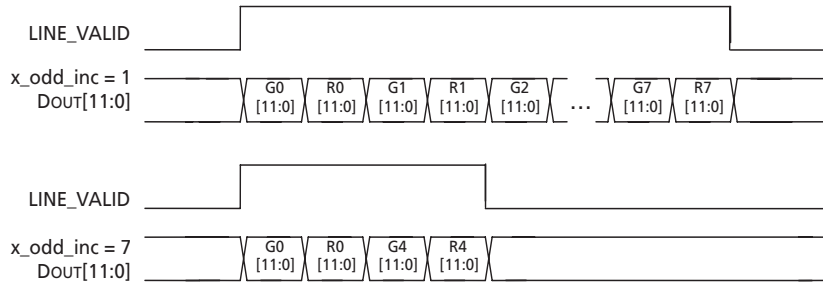 LINE_VALID
x_odd_inc = 1
DOUT[11:0]
G0 R0 G1 R1 G2 ... G7 R7
[11:0] [11:0] [11:0] [11:0] [11:0] [11:0] [11:0]
LINE_VALID
x_odd_inc = 7
DOUT[11:0]
G0 R0 G4 R4
[11:0] [11:0] [11:0] [11:0]